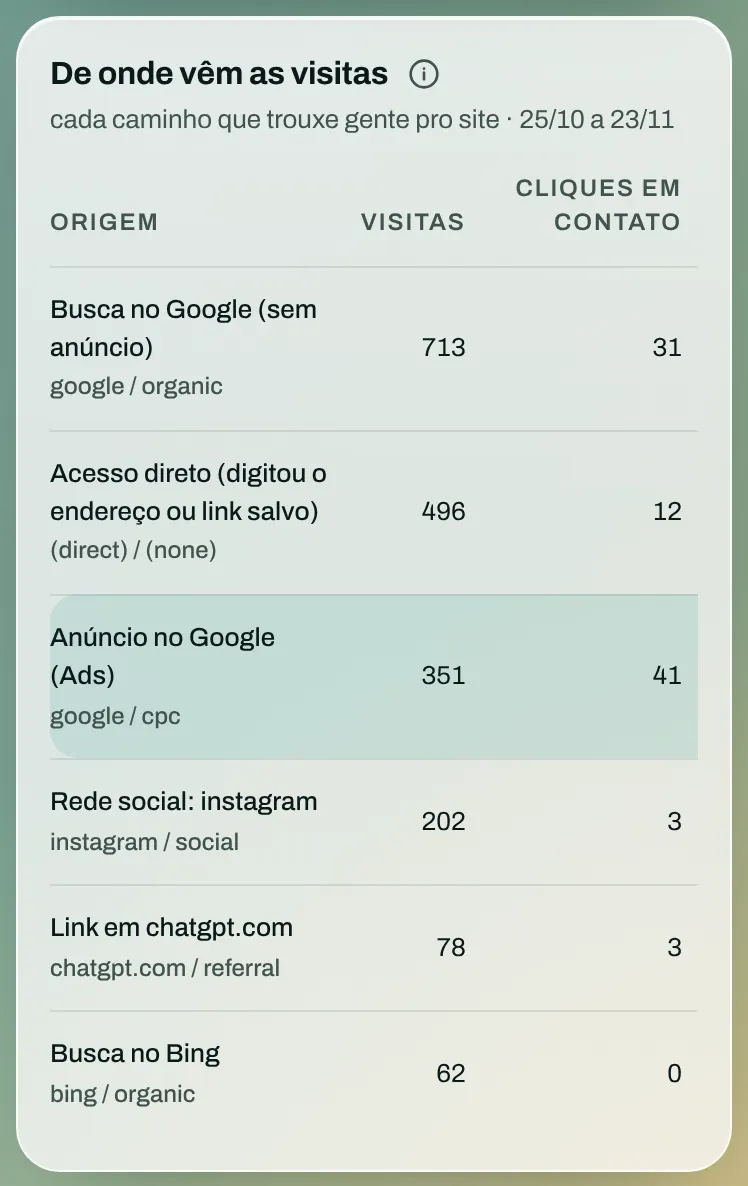 De onde vêm as visitas
cada caminho que trouxe gente pro site · 25/10 a 23/11
ORIGEM VISITAS CLIQUES EM
CONTATO
Busca no Google (sem
anúncio)
google / organic
713 31
Acesso direto (digitou o
endereço ou link salvo)
(direct) / (none)
496 12
Anúncio no Google
(Ads)
google / cpc
351 41
Rede social: instagram
instagram / social
202 3
Link em chatgpt.com
chatgpt.com / referral
78 3
Busca no Bing
bing / organic
62 0